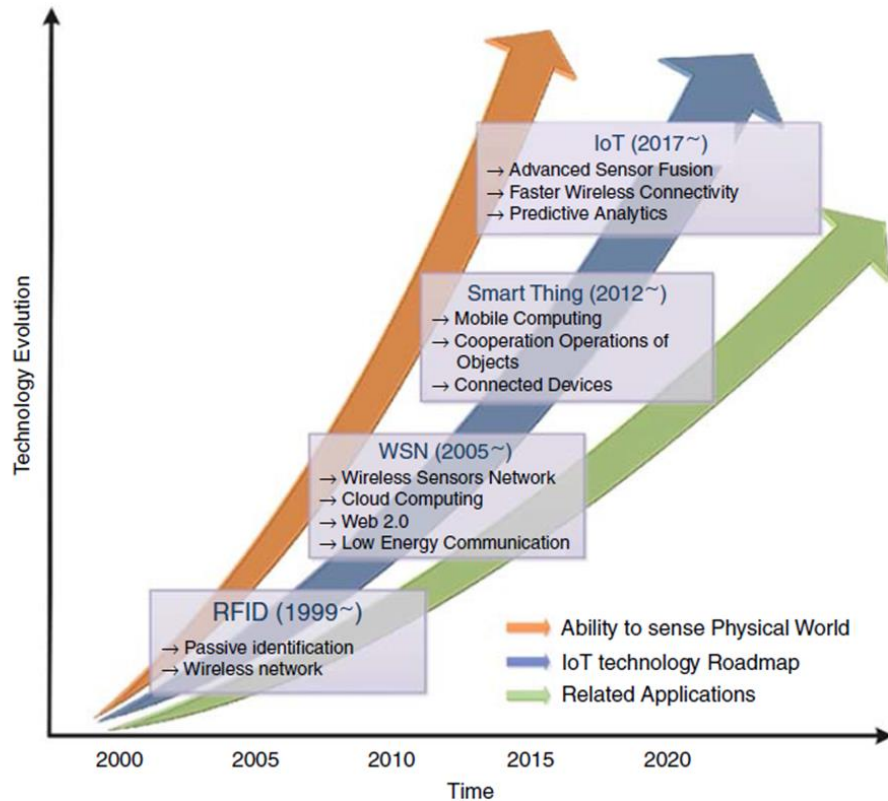 Technology Evolution
IoT (2017~)
→ Advanced Sensor Fusion
→ Faster Wireless Connectivity
→ Predictive Analytics
Smart Thing (2012~)
→ Mobile Computing
→ Cooperation Operations of
Objects
→ Connected Devices
WSN (2005~)
→ Wireless Sensors Network
→ Cloud Computing
→ Web 2.0
→ Low Energy Communication
RFID (1999~)
→ Passive identification
→ Wireless network
Ability to sense Physical World
IoT technology Roadmap
Related Applications
2000 2005 2010 2015 2020
Time